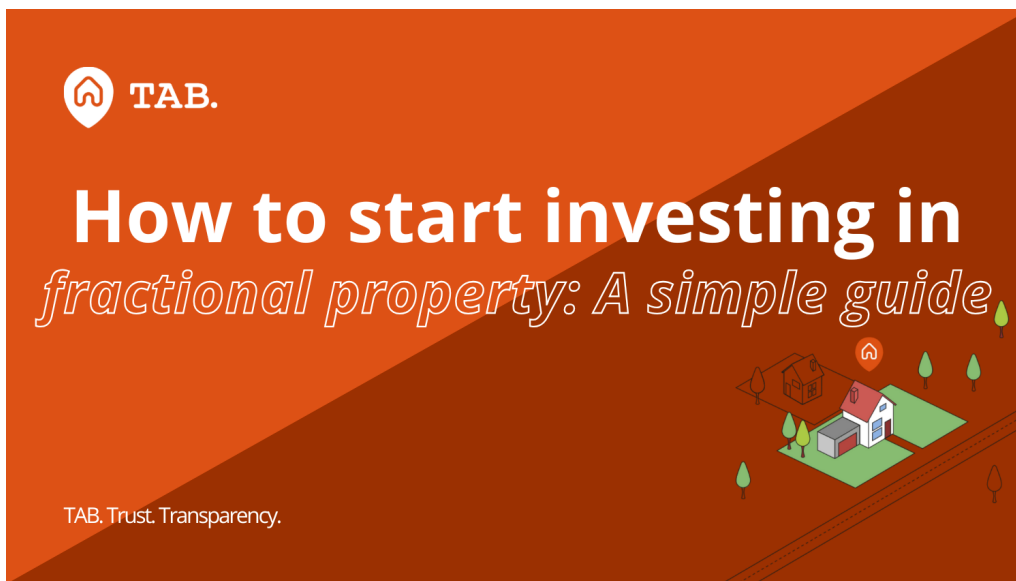 TAB.
How to start investing in
fractional property: A simple guide
TAB. Trust. Transparency.